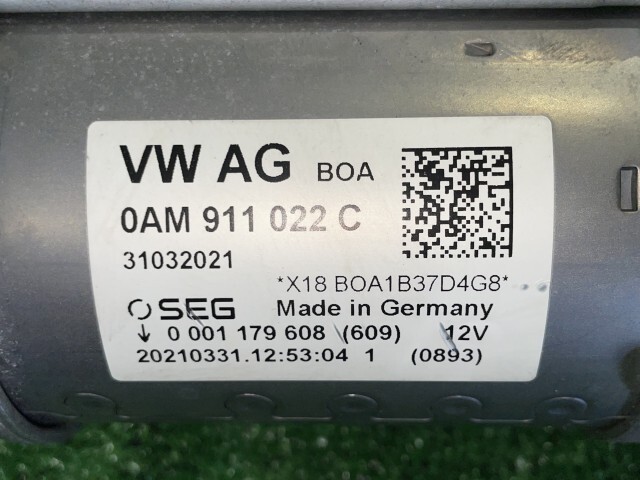 VW AG BOA
0AM 911 022 C
31032021
*X18 BOA1B37D4G8*
SEG Made in Germany
↓ 0 001 179 608 (609) 12V
20210331.12:53:04 1 (0893)